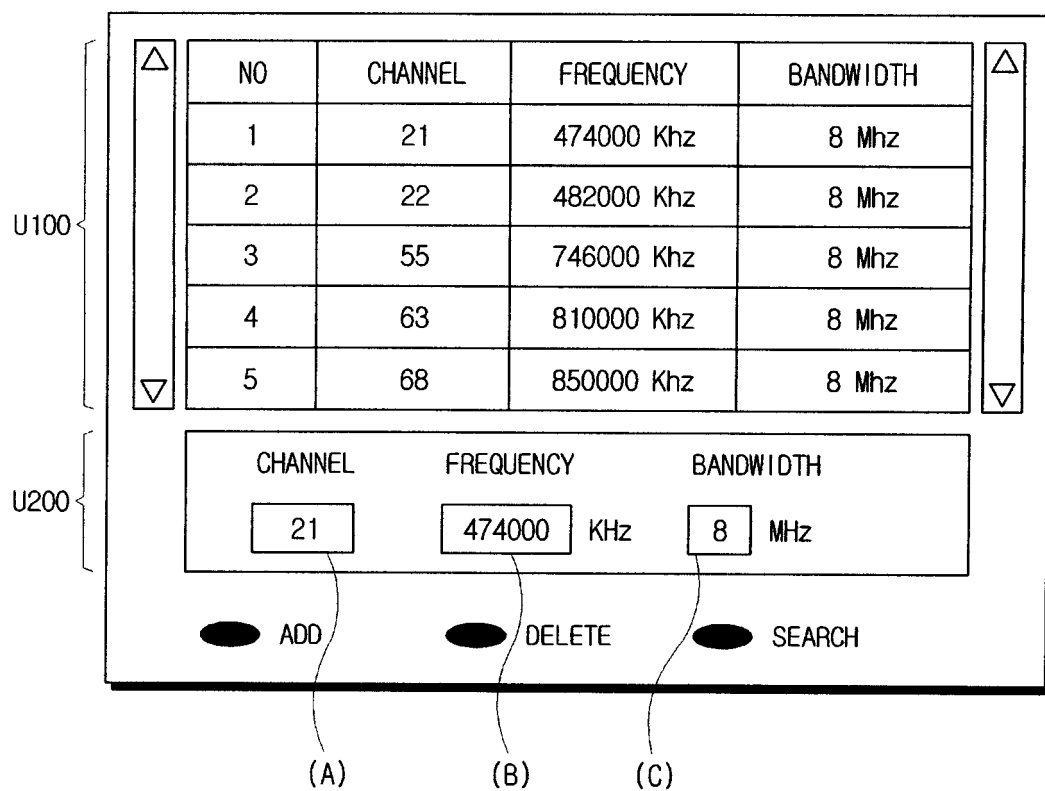 NO CHANNEL FREQUENCY BANDWIDTH
1 21 474000 Khz 8 Mhz
2 22 482000 Khz 8 Mhz
U100
3 55 746000 Khz 8 Mhz
4 63 810000 Khz 8 Mhz
5 68 850000 Khz 8 Mhz
CHANNEL FREQUENCY BANDWIDTH
U200
21 474000 KHz 8 MHz
ADD DELETE SEARCH
(A) (B) (C)